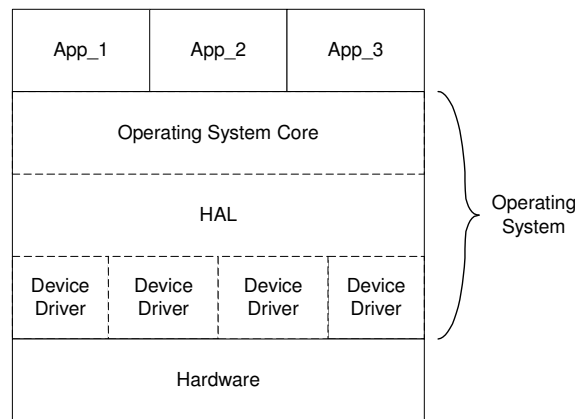 App_1
App_2
App_3
Operating System Core
HAL
Operating
System
Device
Driver
Device
Driver
Device
Driver
Device
Driver
Hardware